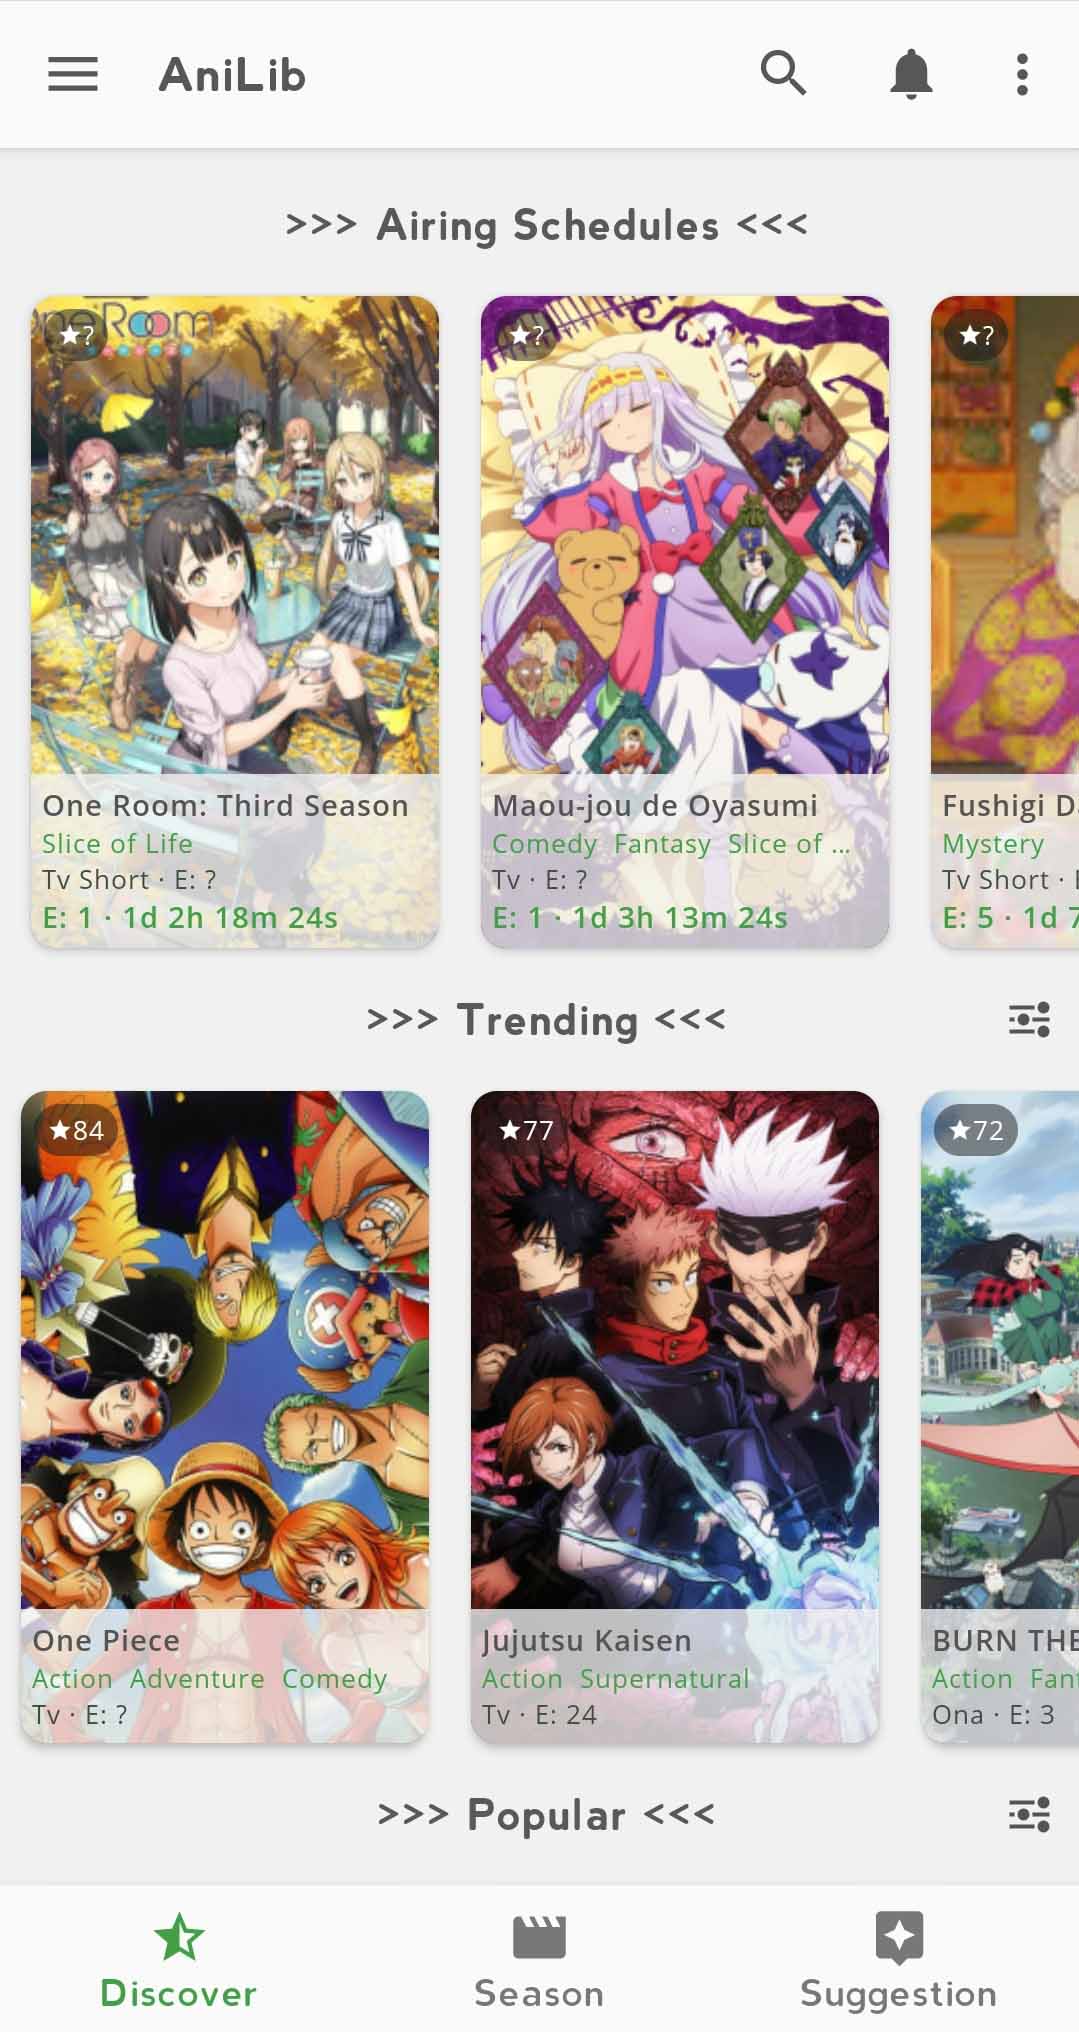 AniLib
>>> Airing Schedules <<<
?
One Room: Third Season
Slice of Life
Tv Short · E: ?
E: 1 · 1d 2h 18m 24s
?
Maou-jou de Oyasumi
Comedy Fantasy Slice of ...
Tv · E: ?
E: 1 · 1d 3h 13m 24s
?
Fushigi D
Mystery
Tv Short ·
E: 5 · 1d 7
>>> Trending <<<
84
One Piece
Action Adventure Comedy
Tv · E: ?
77
Jujutsu Kaisen
Action Supernatural
Tv · E: 24
72
BURN THE
Action Fan
Ona · E: 3
>>> Popular <<<
Discover
Season
Suggestion